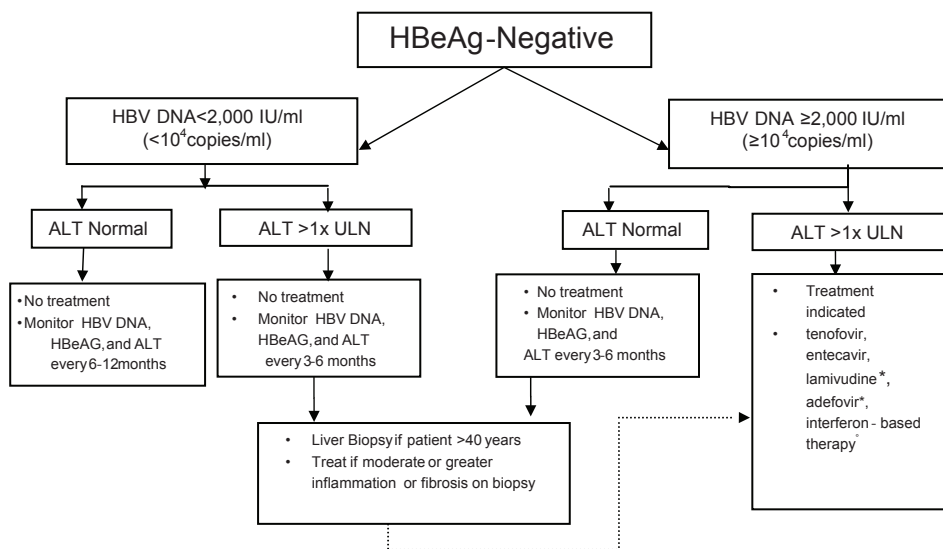 HBeAg-Negative
HBV DNA<2,000 IU/ml
(<10⁴copies/ml)
HBV DNA ≥2,000 IU/ml
(≥10⁴copies/ml)
ALT Normal
ALT >1x ULN
ALT Normal
ALT >1x ULN
•No treatment
•Monitor HBV DNA,
HBeAG, and ALT
every 6-12months
• No treatment
• Monitor HBV DNA,
HBeAG, and ALT
every 3-6 months
• No treatment
• Monitor HBV DNA,
HBeAG, and
ALT every 3-6 months
• Treatment
indicated
• tenofovir,
entecavir,
lamivudine*,
adefovir*,
interferon - based
therapy°
• Liver Biopsy if patient >40 years
• Treat if moderate or greater
inflammation or fibrosis on biopsy